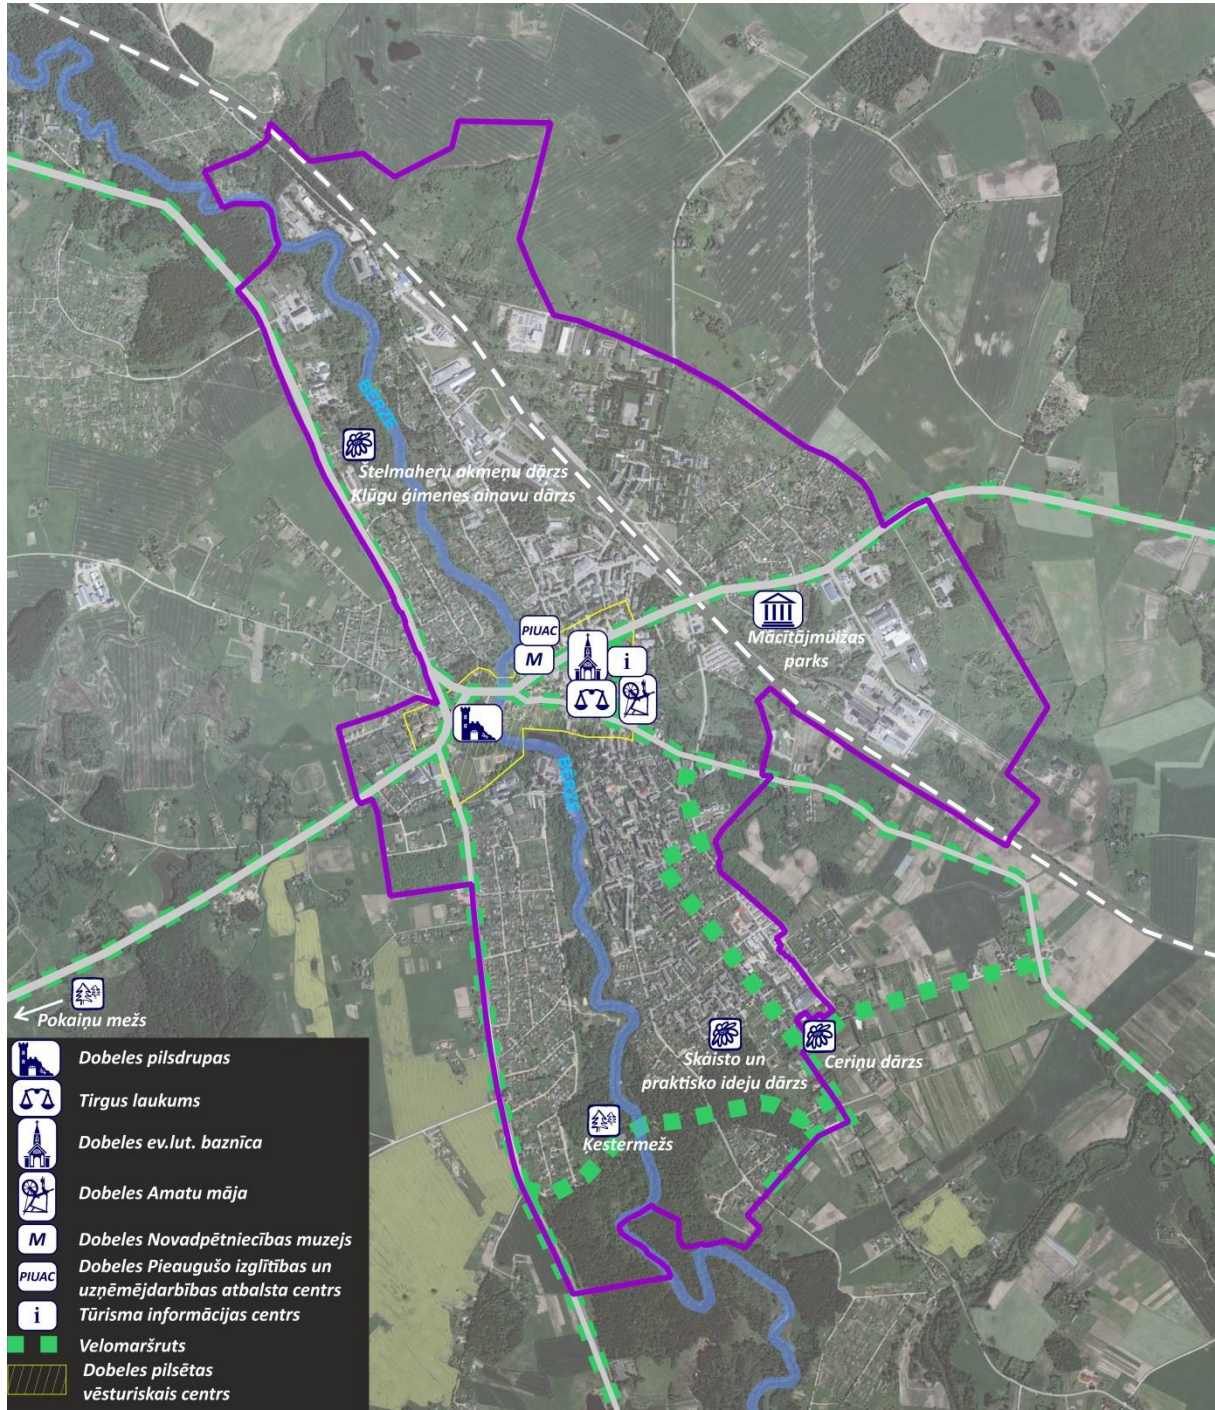 BĒRZE
Štelmaheru akmeņu dārzs
Klūgu ģimenes ainavu dārzs
PIUAC
M
i
Mācītājmuižas
parks
BĒRZE
Pokaiņu mežs
Skaisto un
praktisko ideju dārzs
Ceriņu dārzs
Ķestermežs
Dobeles pilsdrupas
Tirgus laukums
Dobeles ev.lut. baznīca
Dobeles Amatu māja
M
Dobeles Novadpētniecības muzejs
PIUAC
Dobeles Pieaugušo izglītības un
uzņēmējdarbības atbalsta centrs
i
Tūrisma informācijas centrs
Velomaršruts
Dobeles pilsētas
vēsturiskais centrs